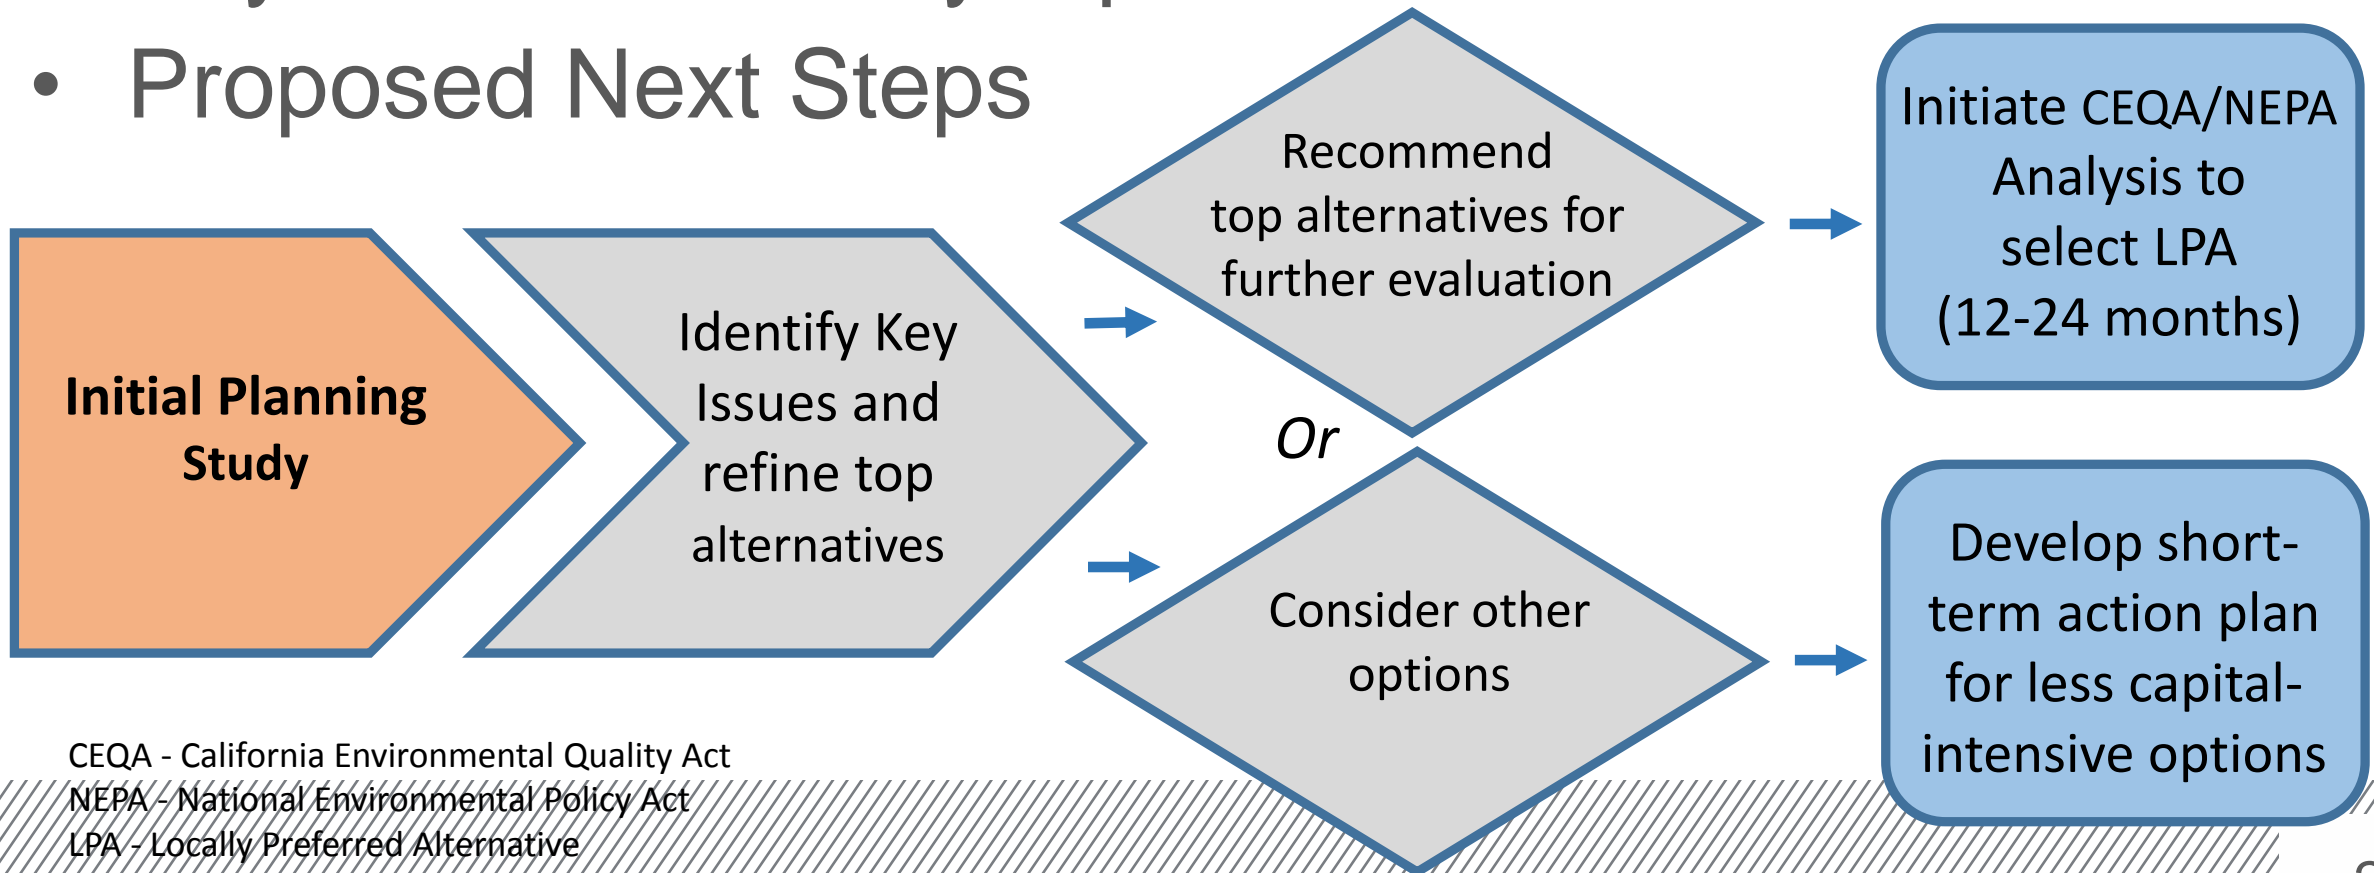 • Proposed Next Steps
Initial Planning
Study
Identify Key
Issues and
refine top
alternatives
Recommend
top alternatives for
further evaluation
Or
Consider other
options
Initiate CEQA/NEPA
Analysis to
select LPA
(12-24 months)
Develop short-
term action plan
for less capital-
intensive options
CEQA - California Environmental Quality Act
NEPA - National Environmental Policy Act
LPA - Locally Preferred Alternative